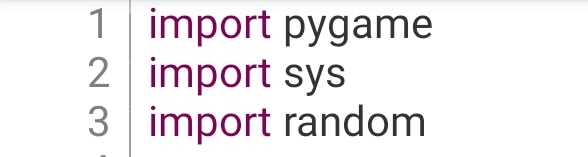 1 import pygame
2 import sys
3 import random